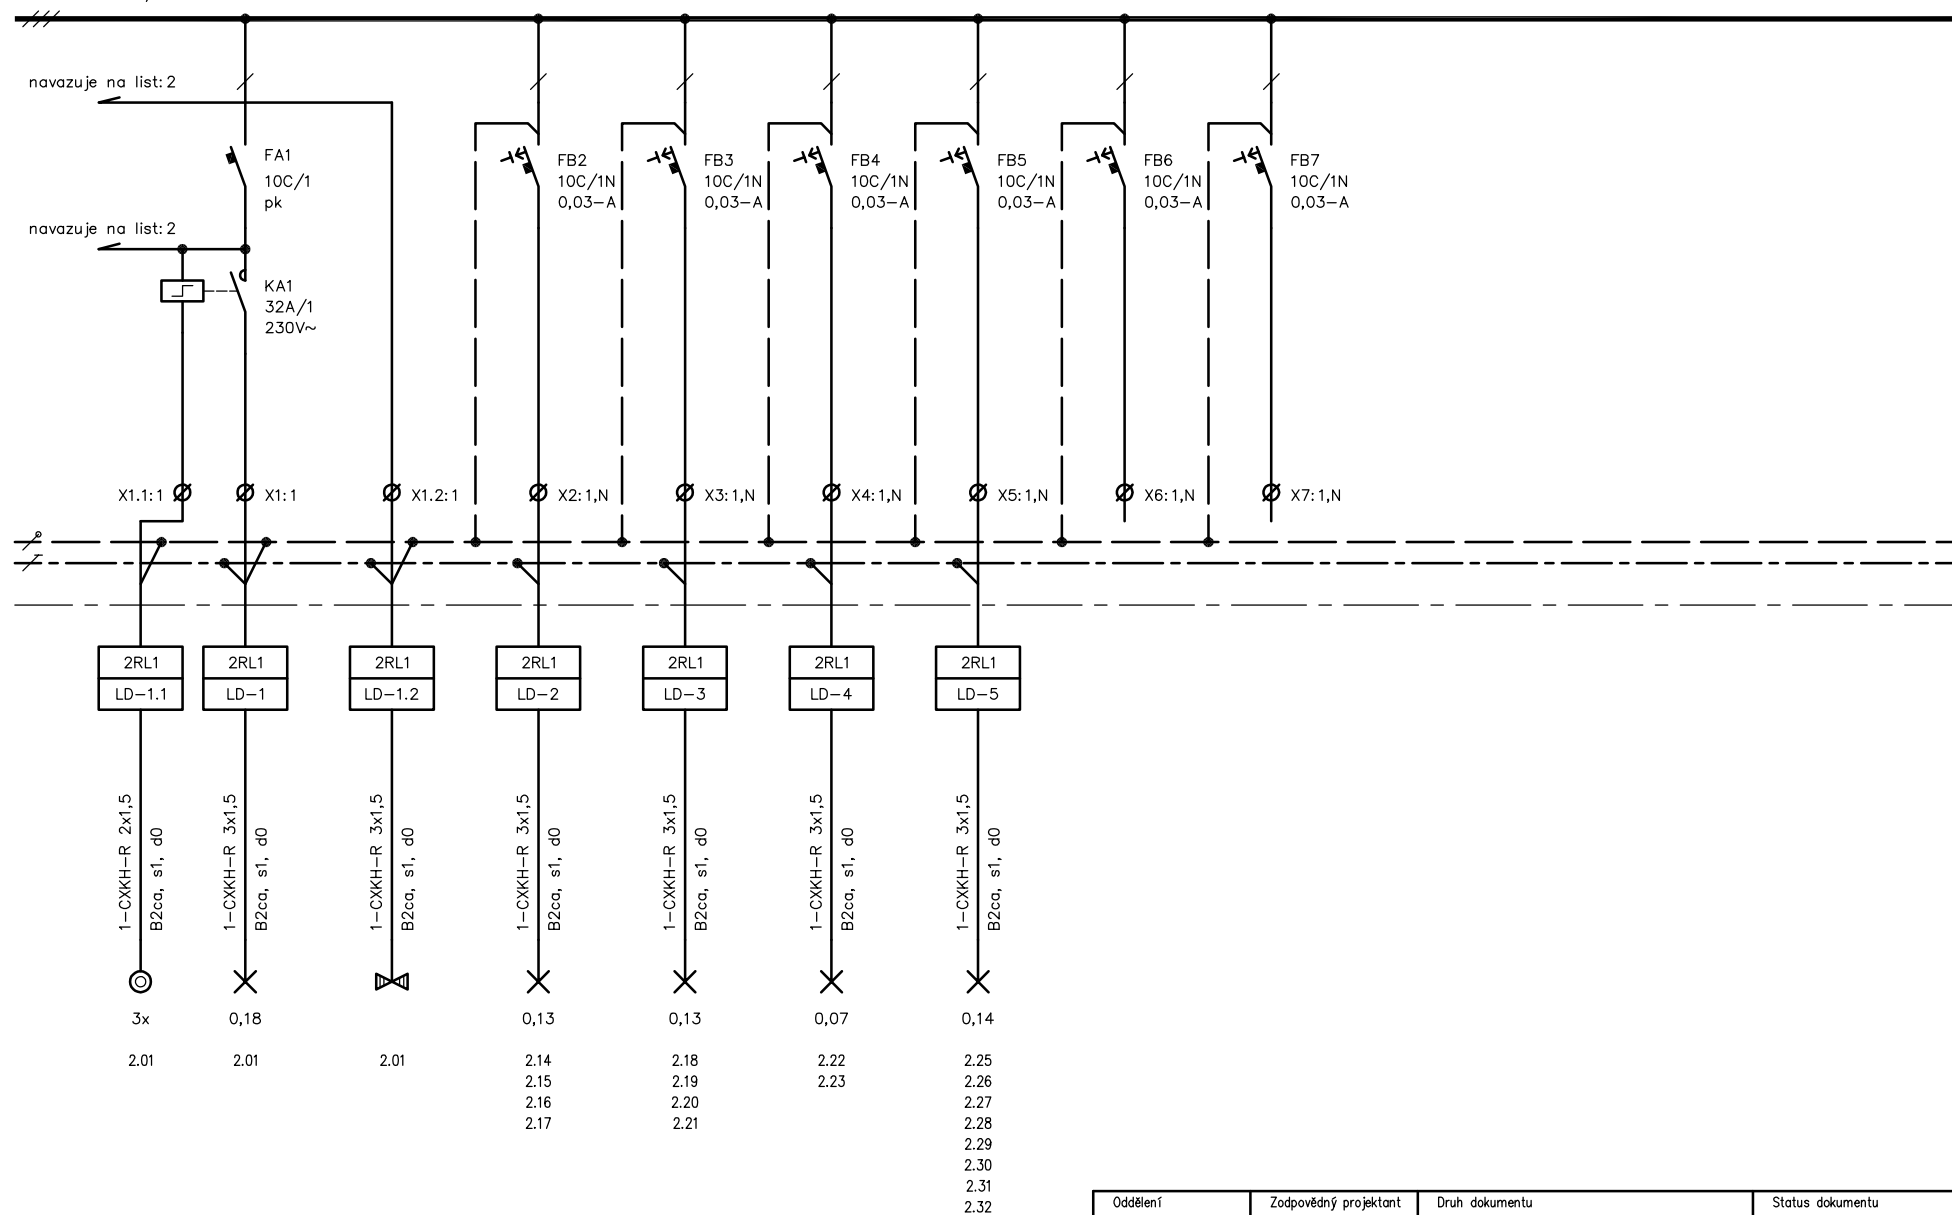 navazuje na list: 2
FA1
10C/1
pk
navazuje na list: 2
KA1
32A/1
230V~
FB2
10C/1N
0,03-A
FB3
10C/1N
0,03-A
FB4
10C/1N
0,03-A
FB5
10C/1N
0,03-A
FB6
10C/1N
0,03-A
FB7
10C/1N
0,03-A
X1.1: 1
X1: 1
X1.2: 1
X2: 1,N
X3: 1,N
X4: 1,N
X5: 1,N
X6: 1,N
X7: 1,N
2RL1
LD-1.1
2RL1
LD-1
2RL1
LD-1.2
2RL1
LD-2
2RL1
LD-3
2RL1
LD-4
2RL1
LD-5
1-CXKH-R 2x1,5
B2ca, s1, d0
1-CXKH-R 3x1,5
B2ca, s1, d0
1-CXKH-R 3x1,5
B2ca, s1, d0
1-CXKH-R 3x1,5
B2ca, s1, d0
1-CXKH-R 3x1,5
B2ca, s1, d0
1-CXKH-R 3x1,5
B2ca, s1, d0
1-CXKH-R 3x1,5
B2ca, s1, d0
3x
2.01
0,18
2.01
2.01
0,13
2.14
2.15
2.16
2.17
0,13
2.18
2.19
2.20
2.21
0,07
2.22
2.23
0,14
2.25
2.26
2.27
2.28
2.29
2.30
2.31
2.32
Oddělení
Zodpovědný projektant
Druh dokumentu
Status dokumentu